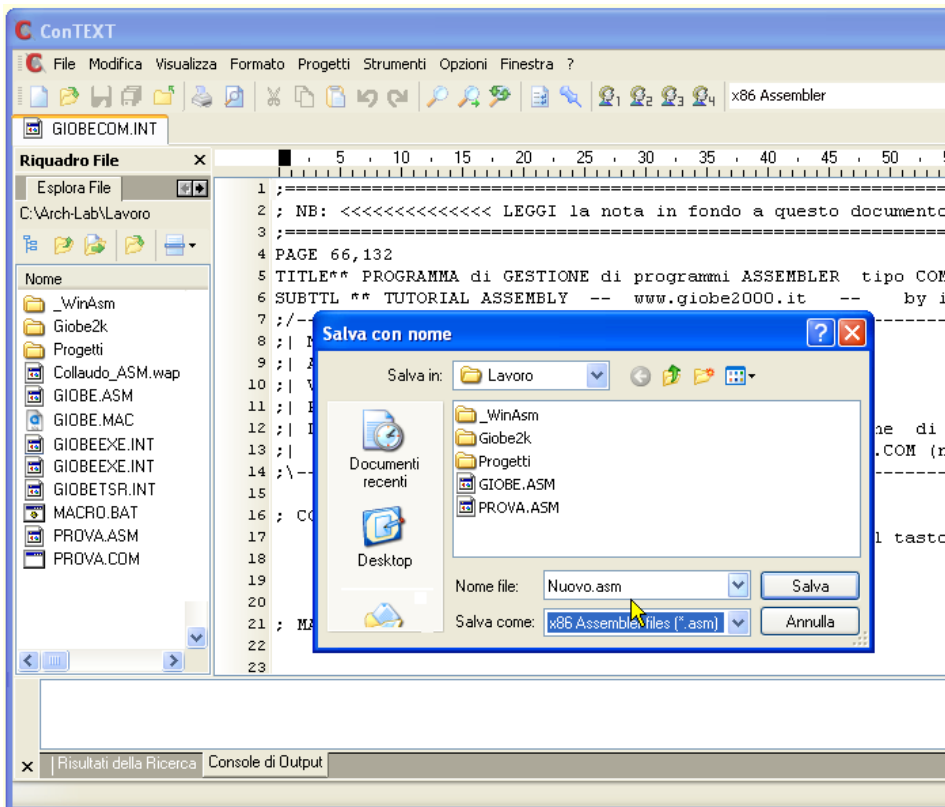 ConTEXT
File Modifica Visualizza Formato Progetti Strumenti Opzioni Finestra ?
x86 Assembler
GIOBECOM.INT
Riquadro File
Esplora File
C:\Arch-Lab\Lavoro
Nome
_WinAsm
Giobe2k
Progetti
Collaudo_ASM.wap
GIOBE.ASM
GIOBE.MAC
GIOBEEXE.INT
GIOBEEXE.INT
GIOBETSR.INT
MACRO.BAT
PROVA.ASM
PROVA.COM
5 10 15 20 25 30 35 40 45 50
1 ;=======================================================
2 ; NB: <<<<<<<<<<<<<< LEGGI la nota in fondo a questo documento
3 ;=======================================================
4 PAGE 66,132
5 TITLE** PROGRAMMA di GESTIONE di programmi ASSEMBLER tipo COM
6 SUBTTL ** TUTORIAL ASSEMBLY -- www.giobe2000.it -- by
7 ;/--
8 ;|
9 ;|
10 ;|
11 ;|
12 ;| di
13 ;| .COM
14 ;\--
15
16 ;
17 tasto
18
19
20
21 ;
22
23
Salva con nome
Salva in: Lavoro
Documenti recenti
Desktop
_WinAsm
Giobe2k
Progetti
GIOBE.ASM
PROVA.ASM
Nome file: Nuovo.asm Salva
Salva come: x86 Assembler files (*.asm) Annulla
Risultati della Ricerca Console di Output